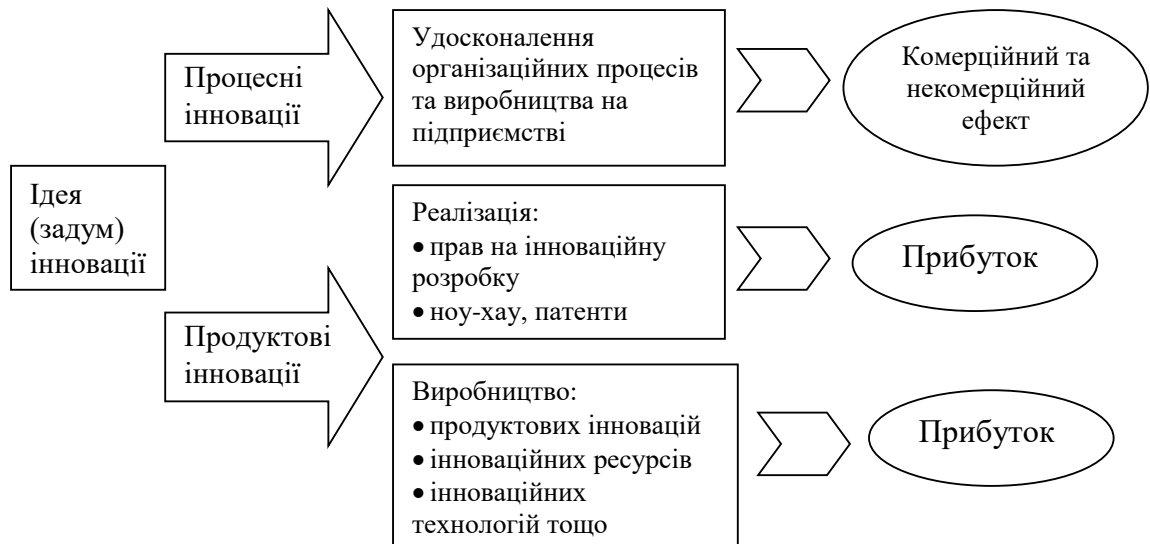 Ідея
(задум)
інновації
Процесні
інновації
Удосконалення
організаційних процесів
та виробництва на
підприємстві
Комерційний та
некомерційний
ефект
Продуктові
інновації
Реалізація:
• прав на інноваційну
розробку
• ноу-хау, патенти
Прибуток
Виробництво:
• продуктових інновацій
• інноваційних ресурсів
• інноваційних
технологій тощо
Прибуток